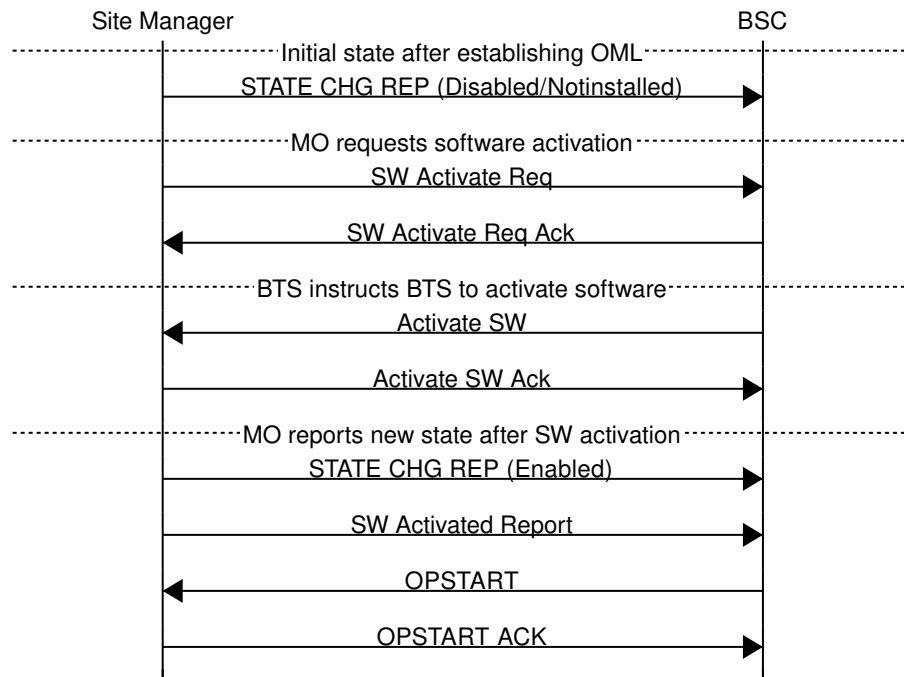 Site Manager BSC
Initial state after establishing OML
STATE CHG REP (Disabled/Notinstalled)
MO requests software activation
SW Activate Req
SW Activate Req Ack
BTS instructs BTS to activate software
Activate SW
Activate SW Ack
MO reports new state after SW activation
STATE CHG REP (Enabled)
SW Activated Report
OPSTART
OPSTART ACK